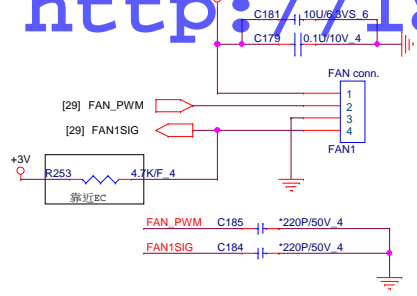 http://la
C181 10U/6.3VS_6
C179 0.1U/10V_4
FAN conn.
1
[29] FAN_PWM 2
3
[29] FAN1SIG 4
FAN1
+3V
R253 4.7K/F_4
靠近EC
FAN_PWM C185 *220P/50V_4
FAN1SIG C184 *220P/50V_4